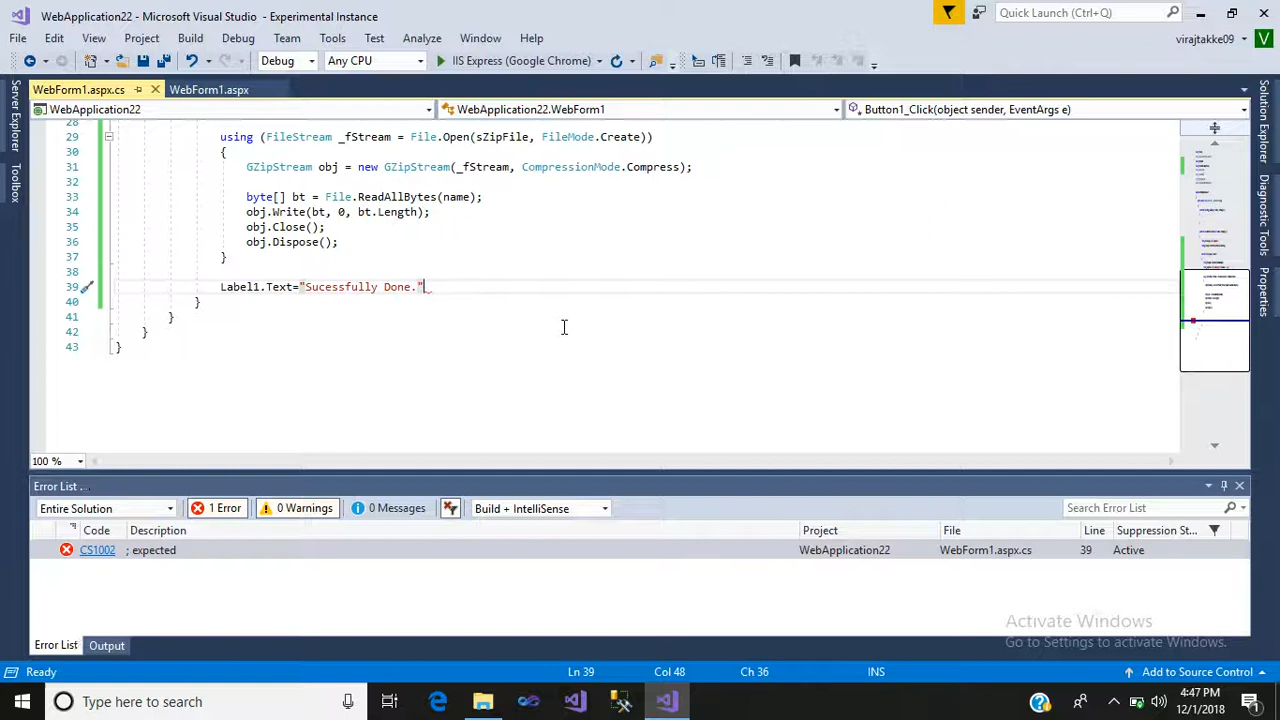 WebApplication22 - Microsoft Visual Studio - Experimental Instance
Quick Launch (Ctrl+Q)
File Edit View Project Build Debug Team Tools Test Analyze Window Help
virajtakke09 V
Debug Any CPU IIS Express (Google Chrome)
WebForm1.aspx.cs WebForm1.aspx
WebApplication22 WebApplication22.WebForm1 Button1_Click(object sender, EventArgs e)
Server Explorer
Toolbox
Solution Explorer
Team Explorer
Diagnostic Tools
Properties
28
29 using (FileStream _fStream = File.Open(sZipFile, FileMode.Create))
30 {
31 GZipStream obj = new GZipStream(_fStream, CompressionMode.Compress);
32
33 byte[] bt = File.ReadAllBytes(name);
34 obj.Write(bt, 0, bt.Length);
35 obj.Close();
36 obj.Dispose();
37 }
38
39 Label1.Text="Sucessfully Done."
40 }
41 }
42 }
43 }
100 %
Error List ...
Entire Solution 1 Error 0 Warnings 0 Messages Build + IntelliSense Search Error List
Code Description Project File Line Suppression St...
CS1002 ; expected WebApplication22 WebForm1.aspx.cs 39 Active
Activate Windows
Go to Settings to activate Windows.
Error List Output
Ready Ln 39 Col 48 Ch 36 INS Add to Source Control
Type here to search
4:47 PM
12/1/2018
1